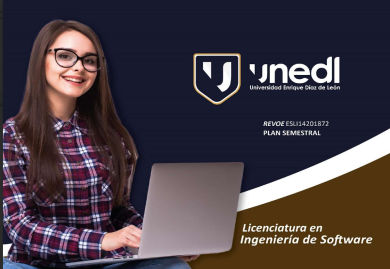 unedl
Universidad Enrique Díaz de León
REVOE ESLI14201872
PLAN SEMESTRAL
Licenciatura en
Ingeniería de Software